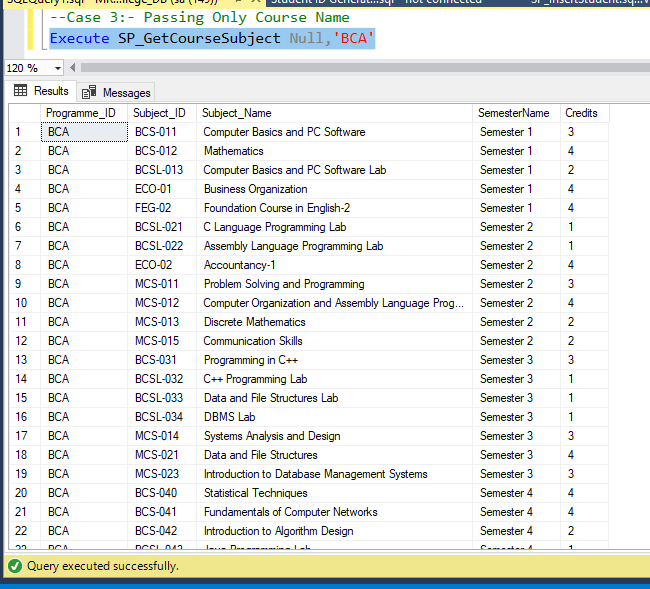 --Case 3:- Passing Only Course Name
Execute SP_GetCourseSubject Null,'BCA'
120 %
Results Messages
Programme_ID Subject_ID Subject_Name SemesterName Credits
1 BCA BCS-011 Computer Basics and PC Software Semester 1 3
2 BCA BCS-012 Mathematics Semester 1 4
3 BCA BCSL-013 Computer Basics and PC Software Lab Semester 1 2
4 BCA ECO-01 Business Organization Semester 1 4
5 BCA FEG-02 Foundation Course in English-2 Semester 1 4
6 BCA BCSL-021 C Language Programming Lab Semester 2 1
7 BCA BCSL-022 Assembly Language Programming Lab Semester 2 1
8 BCA ECO-02 Accountancy-1 Semester 2 4
9 BCA MCS-011 Problem Solving and Programming Semester 2 3
10 BCA MCS-012 Computer Organization and Assembly Language Prog... Semester 2 4
11 BCA MCS-013 Discrete Mathematics Semester 2 2
12 BCA MCS-015 Communication Skills Semester 2 2
13 BCA BCS-031 Programming in C++ Semester 3 3
14 BCA BCSL-032 C++ Programming Lab Semester 3 1
15 BCA BCSL-033 Data and File Structures Lab Semester 3 1
16 BCA BCSL-034 DBMS Lab Semester 3 1
17 BCA MCS-014 Systems Analysis and Design Semester 3 3
18 BCA MCS-021 Data and File Structures Semester 3 4
19 BCA MCS-023 Introduction to Database Management Systems Semester 3 3
20 BCA BCS-040 Statistical Techniques Semester 4 4
21 BCA BCS-041 Fundamentals of Computer Networks Semester 4 4
22 BCA BCS-042 Introduction to Algorithm Design Semester 4 2
Query executed successfully.